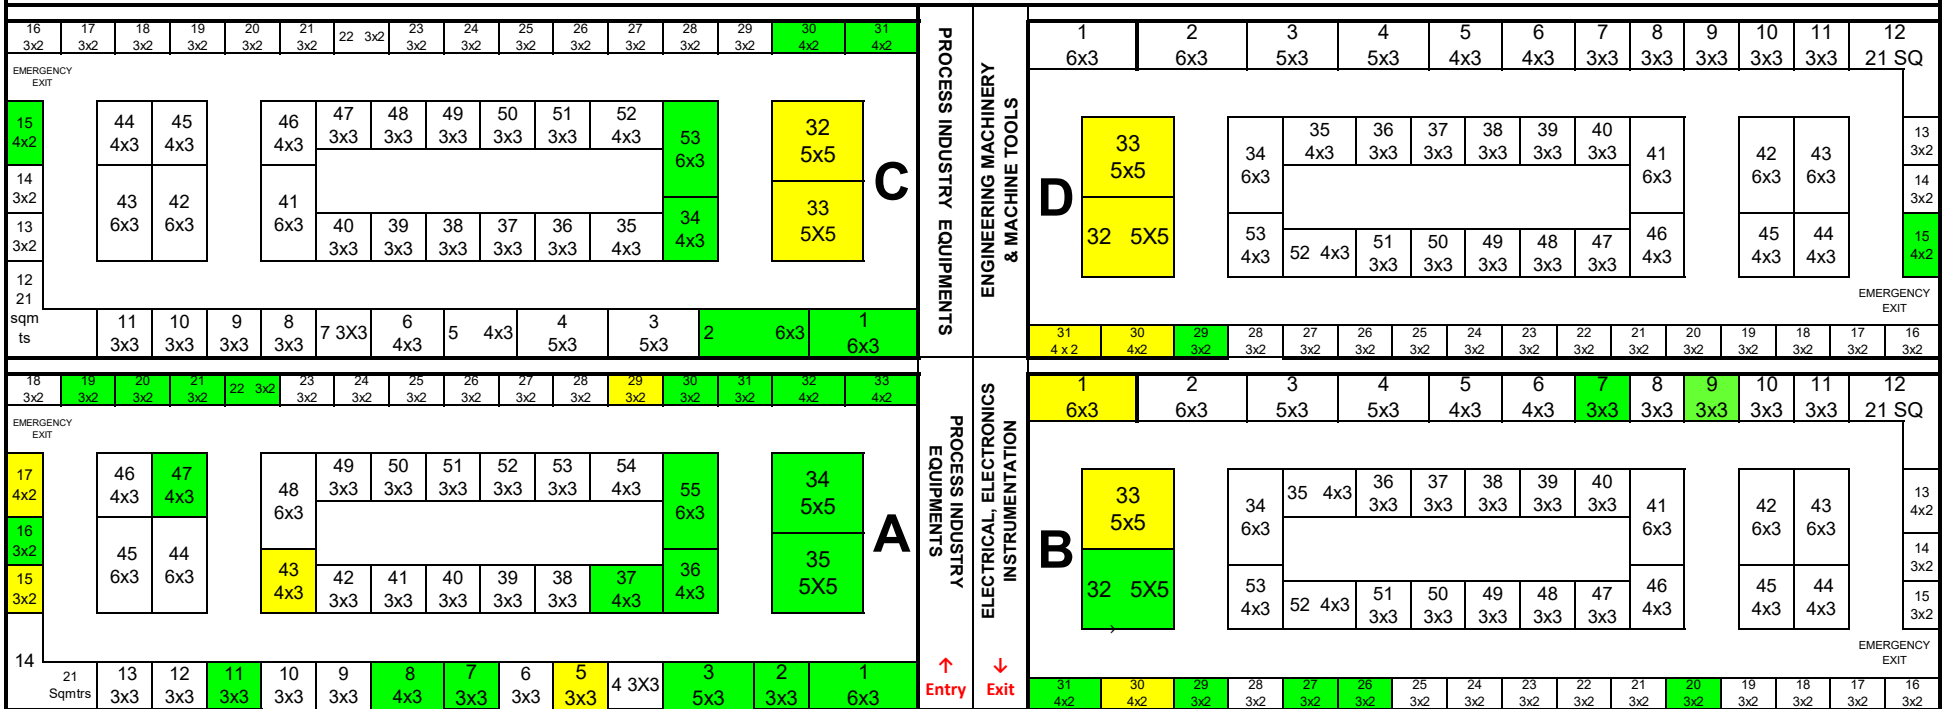 16 17 18 19 20 21 22 3x2 23 24 25 26 27 28 29 30 31
3x2 3x2 3x2 3x2 3x2 3x2 3x2 3x2 3x2 3x2 3x2 3x2 3x2 4x2 4x2
EMERGENCY
EXIT
15
4x2
14
3x2
13
3x2
12
21
sqm
ts
44 45
4x3 4x3
43 42
6x3 6x3
46
4x3
41
6x3
47 48 49 50 51 52
3x3 3x3 3x3 3x3 3x3 4x3
40 39 38 37 36 35
3x3 3x3 3x3 3x3 3x3 4x3
53
6x3
34
4x3
32
5x5
33
5X5
C
11 10 9 8 7 3X3 6 5 4x3 4 3 2 6x3 1
3x3 3x3 3x3 3x3 4x3 5x3 5x3 6x3
PROCESS INDUSTRY EQUIPMENTS
ENGINEERING MACHINERY
& MACHINE TOOLS
1 2 3 4 5 6 7 8 9 10 11 12
6x3 6x3 5x3 5x3 4x3 4x3 3x3 3x3 3x3 3x3 3x3 21 SQ
D
33
5x5
32 5X5
34
6x3
53
4x3
35 36 37 38 39 40
4x3 3x3 3x3 3x3 3x3 3x3
52 4x3 51 50 49 48 47
3x3 3x3 3x3 3x3 3x3
41
6x3
46
4x3
42 43
6x3 6x3
45 44
4x3 4x3
13
3x2
14
3x2
15
4x2
EMERGENCY
EXIT
31 30 29 28 27 26 25 24 23 22 21 20 19 18 17 16
4 x 2 4x2 3x2 3x2 3x2 3x2 3x2 3x2 3x2 3x2 3x2 3x2 3x2 3x2 3x2 3x2
18 19 20 21 22 3x2 23 24 25 26 27 28 29 30 31 32 33
3x2 3x2 3x2 3x2 3x2 3x2 3x2 3x2 3x2 3x2 3x2 3x2 3x2 4x2 4x2
EMERGENCY
EXIT
17
4x2
16
3x2
15
3x2
14
46 47
4x3 4x3
45 44
6x3 6x3
48
6x3
43
4x3
49 50 51 52 53 54
3x3 3x3 3x3 3x3 3x3 4x3
42 41 40 39 38 37
3x3 3x3 3x3 3x3 3x3 4x3
55
6x3
36
4x3
34
5x5
35
5X5
A
21 13 12 11 10 9 8 7 6 5 4 3X3 3 2 1
Sqmtrs 3x3 3x3 3x3 3x3 3x3 4x3 3x3 3x3 3x3 5x3 3x3 6x3
PROCESS INDUSTRY
EQUIPMENTS
ELECTRICAL, ELECTRONICS
INSTRUMENTATION
↑ ↓
Entry Exit
1 2 3 4 5 6 7 8 9 10 11 12
6x3 6x3 5x3 5x3 4x3 4x3 3x3 3x3 3x3 3x3 3x3 21 SQ
B
33
5x5
32 5X5
34
6x3
53
4x3
35 4x3 36 37 38 39 40
3x3 3x3 3x3 3x3 3x3
52 4x3 51 50 49 48 47
3x3 3x3 3x3 3x3 3x3
41
6x3
46
4x3
42 43
6x3 6x3
45 44
4x3 4x3
13
4x2
14
3x2
15
3x2
EMERGENCY
EXIT
31 30 29 28 27 26 25 24 23 22 21 20 19 18 17 16
4x2 4x2 3x2 3x2 3x2 3x2 3x2 3x2 3x2 3x2 3x2 3x2 3x2 3x2 3x2 3x2